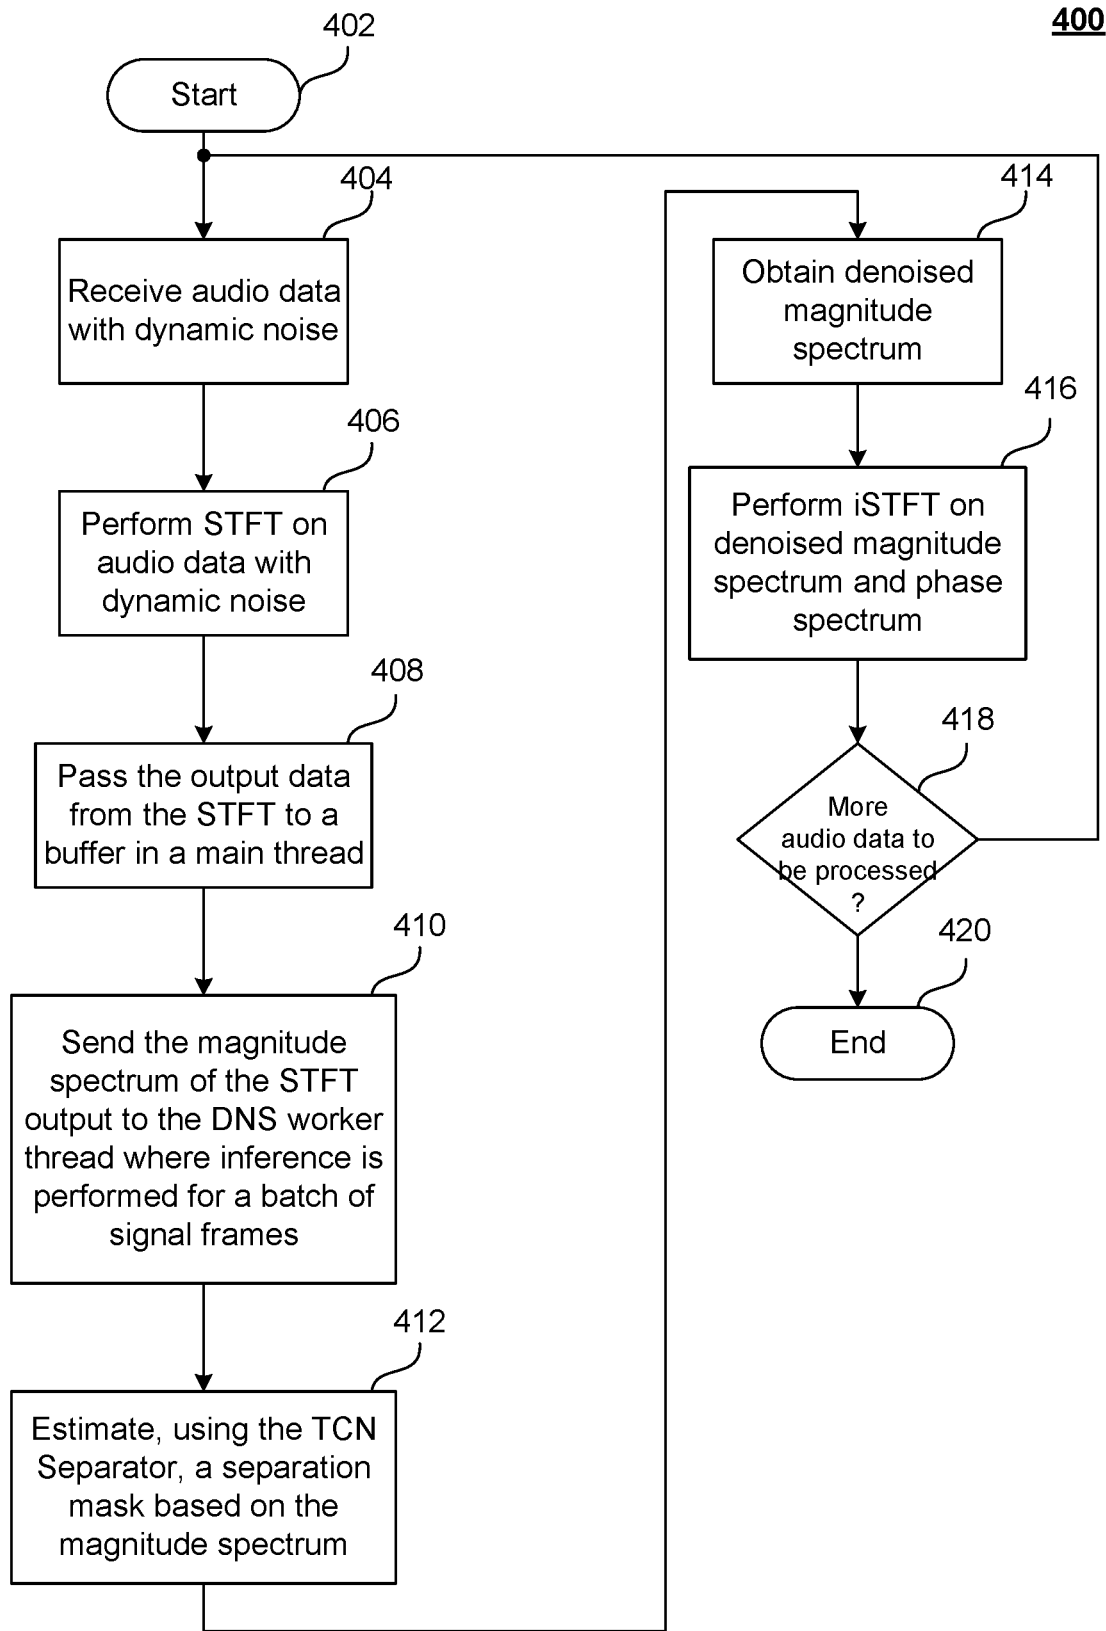 400
402
Start
404
Receive audio data
with dynamic noise
406
Perform STFT on
audio data with
dynamic noise
408
Pass the output data
from the STFT to a
buffer in a main thread
410
Send the magnitude
spectrum of the STFT
output to the DNS worker
thread where inference is
performed for a batch of
signal frames
412
Estimate, using the TCN
Separator, a separation
mask based on the
magnitude spectrum
414
Obtain denoised
magnitude
spectrum
416
Perform iSTFT on
denoised magnitude
spectrum and phase
spectrum
418
More
audio data to
be processed
?
420
End